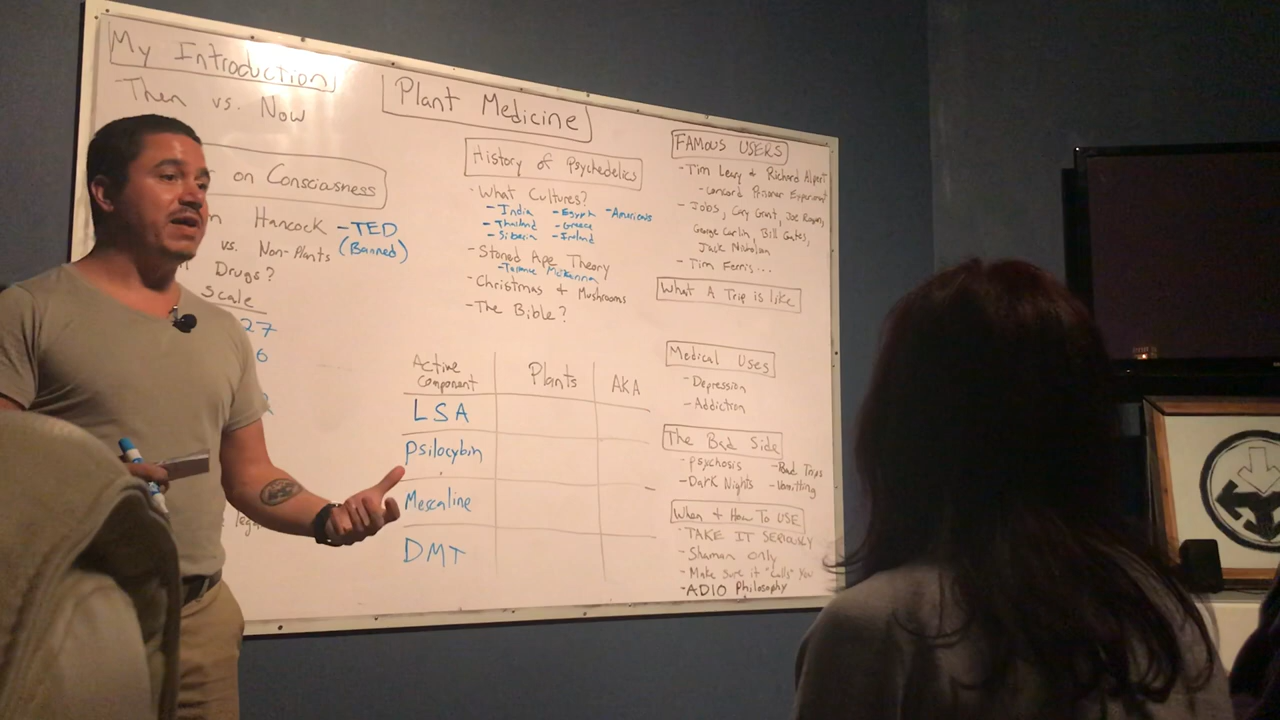 My Introduction
-Then vs. Now
Plant Medicine
on Consciousness
Hancock -TED
vs. Non-Plants (Banned)
Drugs?
Scale
27
6
History of Psychedelics
-What Cultures?
-India -Egypt -Americas
-Thailand -Greece
-Siberia -Ireland
-Stoned Ape Theory
-Terance McKenna
-Christmas & Mushrooms
-The Bible?
Active Component Plants AKA
LSA
Psilocybin
Mescaline
DMT
FAMOUS USERS
-Tim Leary & Richard Alpert
-Concord Prisoner Experiment
-Jobs, Cary Grant, Joe Rogan,
George Carlin, Bill Gates,
Jack Nicholson
-Tim Ferris...
What A Trip is like
Medical Uses
-Depression
-Addiction
The Bad Side
-psychosis -Bad Trips
-Dark Nights -Vomitting
When & How To USE
-TAKE IT SERIOUSLY
-Shaman only
-Make sure it "calls" you
-ADIO Philosophy